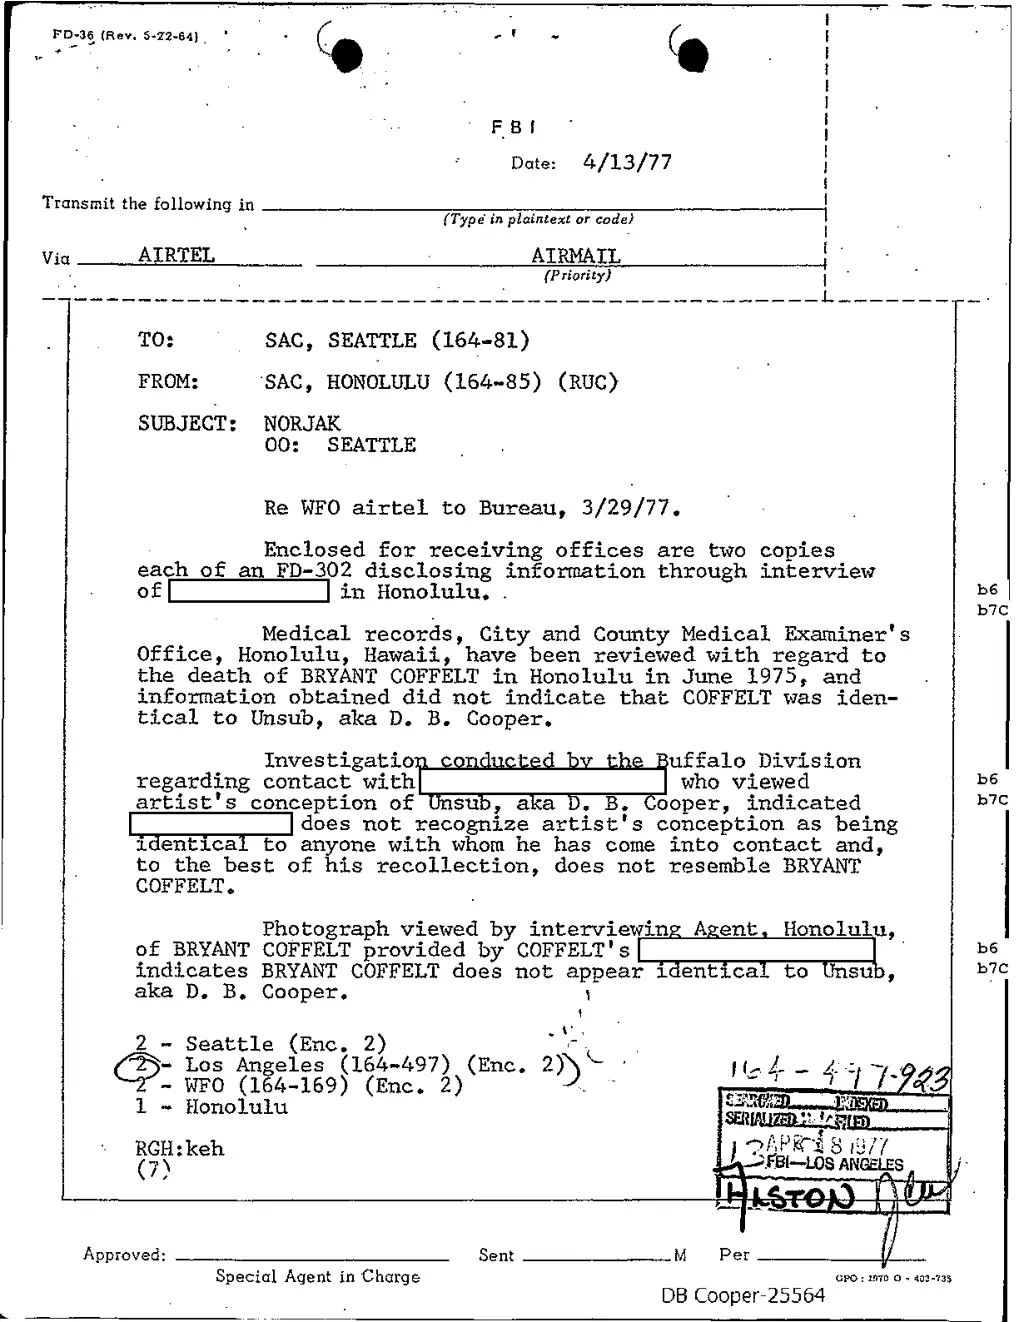 FD-36 (Rev. 5-22-64)
FBI
Date: 4/13/77
Transmit the following in
(Type in plaintext or code)
Via AIRTEL AIRMAIL
(Priority)
TO: SAC, SEATTLE (164-81)
FROM: SAC, HONOLULU (164-85) (RUC)
SUBJECT: NORJAK
OO: SEATTLE
Re WFO airtel to Bureau, 3/29/77.
Enclosed for receiving offices are two copies
each of an FD-302 disclosing information through interview
of in Honolulu.
b6
b7C
Medical records, City and County Medical Examiner's
Office, Honolulu, Hawaii, have been reviewed with regard to
the death of BRYANT COFFELT in Honolulu in June 1975, and
information obtained did not indicate that COFFELT was iden-
tical to Unsub, aka D. B. Cooper.
Investigation conducted by the Buffalo Division
regarding contact with who viewed
b6
artist's conception of Unsub, aka D. B. Cooper, indicated
b7C
does not recognize artist's conception as being
identical to anyone with whom he has come into contact and,
to the best of his recollection, does not resemble BRYANT
COFFELT.
Photograph viewed by interviewing Agent, Honolulu,
of BRYANT COFFELT provided by COFFELT's
b6
indicates BRYANT COFFELT does not appear identical to Unsub,
b7C
aka D. B. Cooper.
2 - Seattle (Enc. 2)
2 - Los Angeles (164-497) (Enc. 2)
2 - WFO (164-169) (Enc. 2)
1 - Honolulu
164-497-923
SEARCHED INDEXED
SERIALIZED FILED
APR 18 1977
FBI—LOS ANGELES
RGH:keh
(7)
Approved: Sent M Per
Special Agent in Charge
GPO : 1970 O - 402-735
DB Cooper-25564